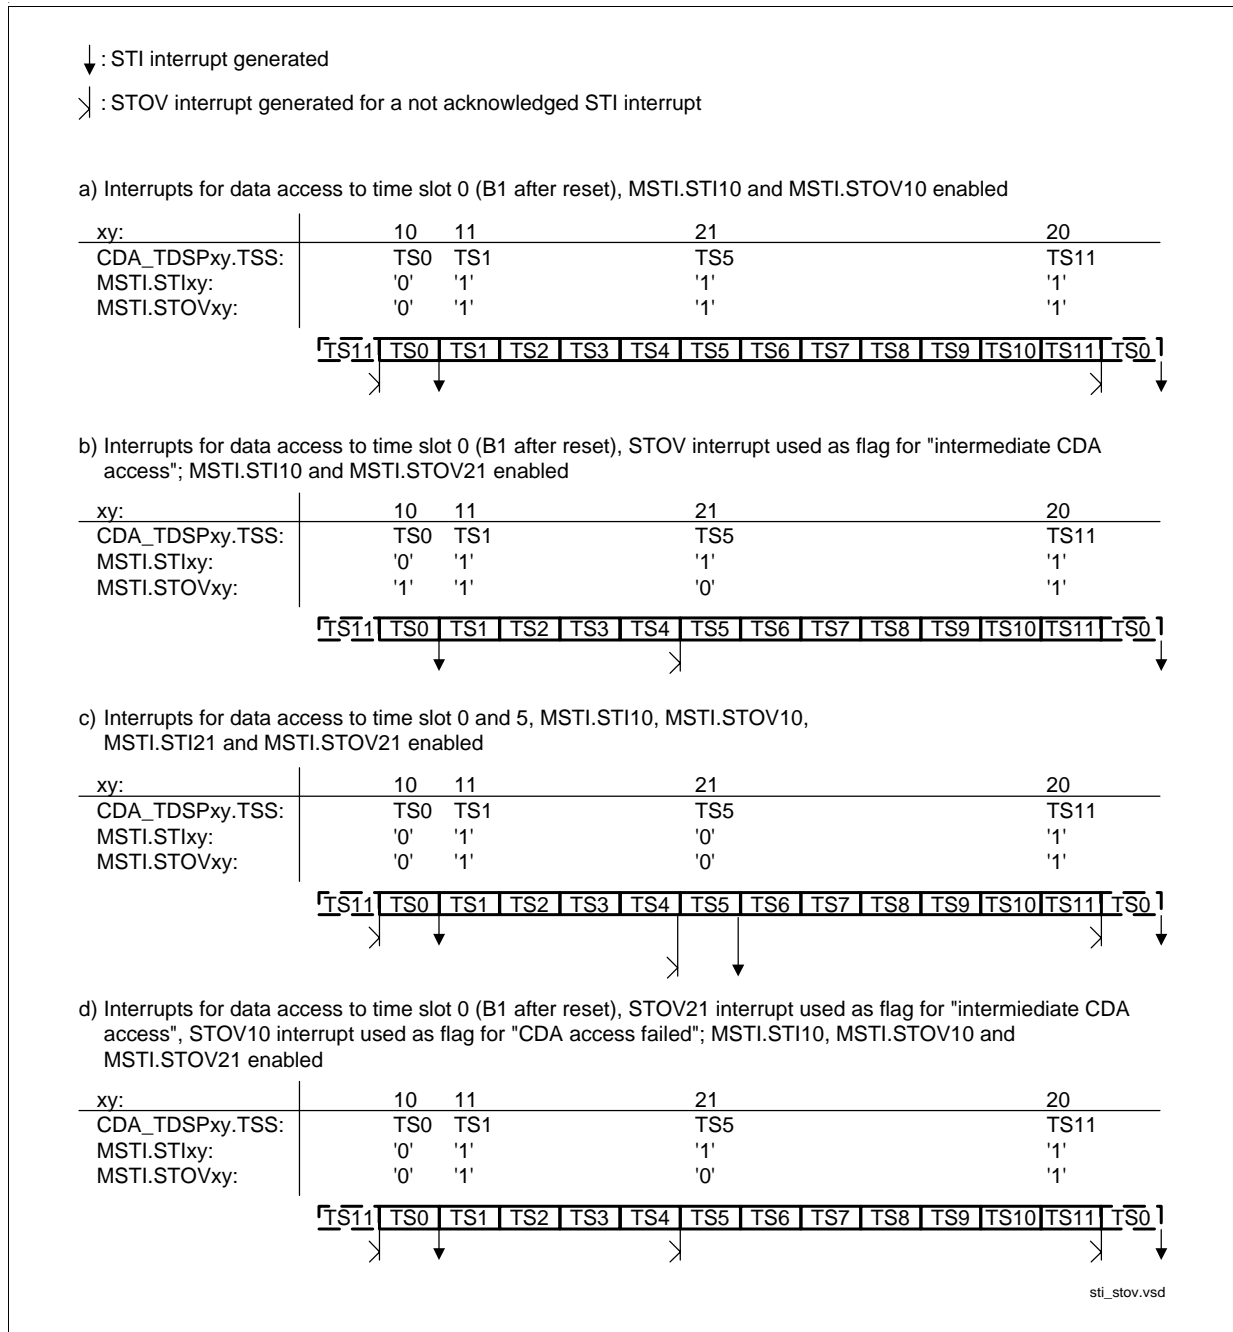 : STI interrupt generated
: STOV interrupt generated for a not acknowledged STI interrupt
a) Interrupts for data access to time slot 0 (B1 after reset), MSTI.STI10 and MSTI.STOV10 enabled
xy: 10 11 21 20
CDA_TDSPxy.TSS: TS0 TS1 TS5 TS11
MSTI.STIxy: '0' '1' '1' '1'
MSTI.STOVxy: '0' '1' '1' '1'
TS11 TS0 TS1 TS2 TS3 TS4 TS5 TS6 TS7 TS8 TS9 TS10 TS11 TS0
b) Interrupts for data access to time slot 0 (B1 after reset), STOV interrupt used as flag for "intermediate CDA
access"; MSTI.STI10 and MSTI.STOV21 enabled
xy: 10 11 21 20
CDA_TDSPxy.TSS: TS0 TS1 TS5 TS11
MSTI.STIxy: '0' '1' '1' '1'
MSTI.STOVxy: '1' '1' '0' '1'
TS11 TS0 TS1 TS2 TS3 TS4 TS5 TS6 TS7 TS8 TS9 TS10 TS11 TS0
c) Interrupts for data access to time slot 0 and 5, MSTI.STI10, MSTI.STOV10,
MSTI.STI21 and MSTI.STOV21 enabled
xy: 10 11 21 20
CDA_TDSPxy.TSS: TS0 TS1 TS5 TS11
MSTI.STIxy: '0' '1' '0' '1'
MSTI.STOVxy: '0' '1' '0' '1'
TS11 TS0 TS1 TS2 TS3 TS4 TS5 TS6 TS7 TS8 TS9 TS10 TS11 TS0
d) Interrupts for data access to time slot 0 (B1 after reset), STOV21 interrupt used as flag for "intermiediate CDA
access", STOV10 interrupt used as flag for "CDA access failed"; MSTI.STI10, MSTI.STOV10 and
MSTI.STOV21 enabled
xy: 10 11 21 20
CDA_TDSPxy.TSS: TS0 TS1 TS5 TS11
MSTI.STIxy: '0' '1' '1' '1'
MSTI.STOVxy: '0' '1' '0' '1'
TS11 TS0 TS1 TS2 TS3 TS4 TS5 TS6 TS7 TS8 TS9 TS10 TS11 TS0
sti_stov.vsd